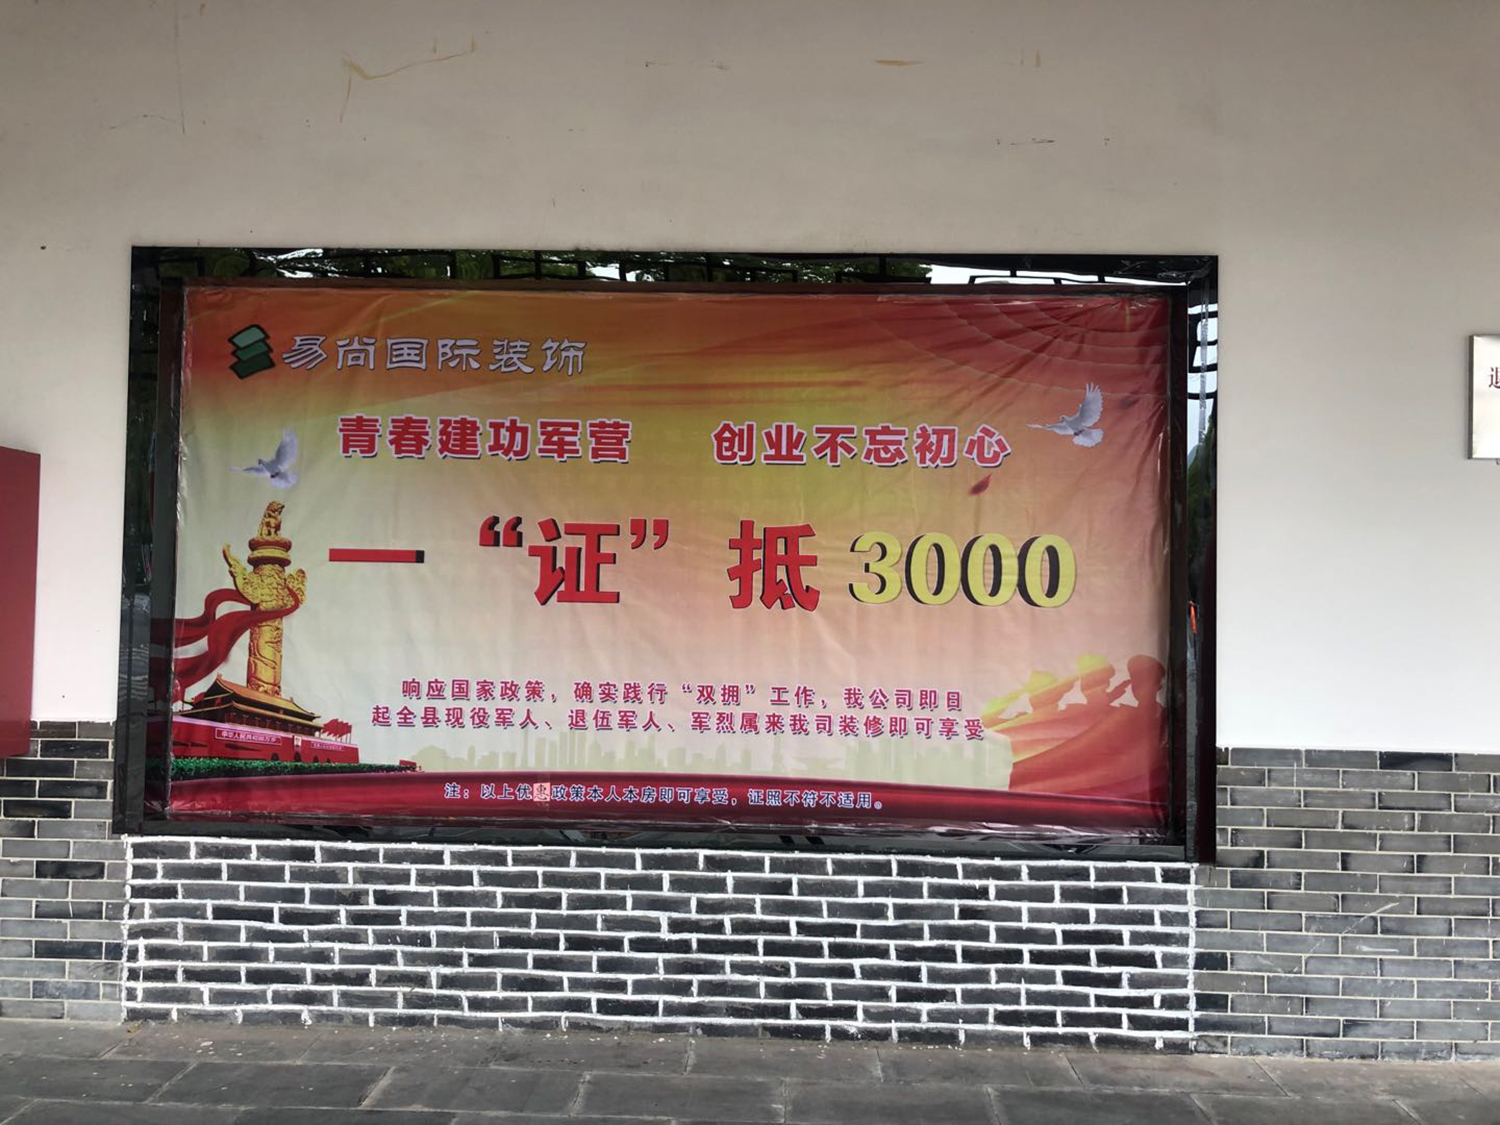 易尚国际装饰
青春建功军营 创业不忘初心
一“证”抵3000
响应国家政策，确实践行“双拥”工作，我公司即日
起全县现役军人、退伍军人、军烈属来我司装修即可享受
注：以上优惠政策本人本房即可享受，证照不符不适用。